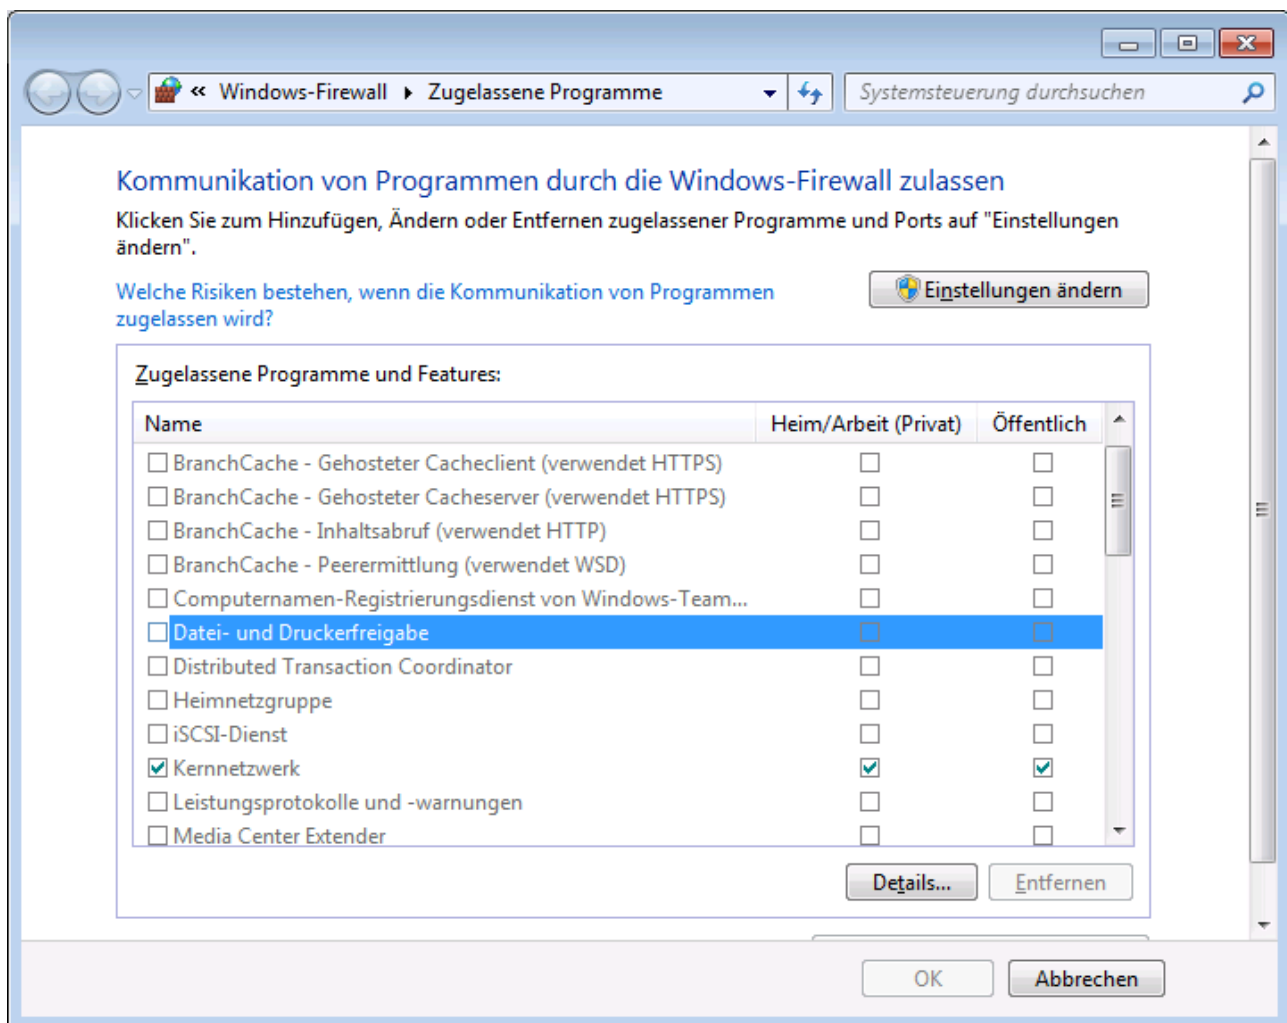 « Windows-Firewall ▸ Zugelassene Programme
Systemsteuerung durchsuchen
Kommunikation von Programmen durch die Windows-Firewall zulassen
Klicken Sie zum Hinzufügen, Ändern oder Entfernen zugelassener Programme und Ports auf "Einstellungen
ändern".
Welche Risiken bestehen, wenn die Kommunikation von Programmen
zugelassen wird?
Einstellungen ändern
Zugelassene Programme und Features:
Name Heim/Arbeit (Privat) Öffentlich
BranchCache - Gehosteter Cacheclient (verwendet HTTPS)
BranchCache - Gehosteter Cacheserver (verwendet HTTPS)
BranchCache - Inhaltsabruf (verwendet HTTP)
BranchCache - Peerermittlung (verwendet WSD)
Computernamen-Registrierungsdienst von Windows-Team...
Datei- und Druckerfreigabe
Distributed Transaction Coordinator
Heimnetzgruppe
iSCSI-Dienst
Kernnetzwerk
Leistungsprotokolle und -warnungen
Media Center Extender
Details... Entfernen
OK Abbrechen